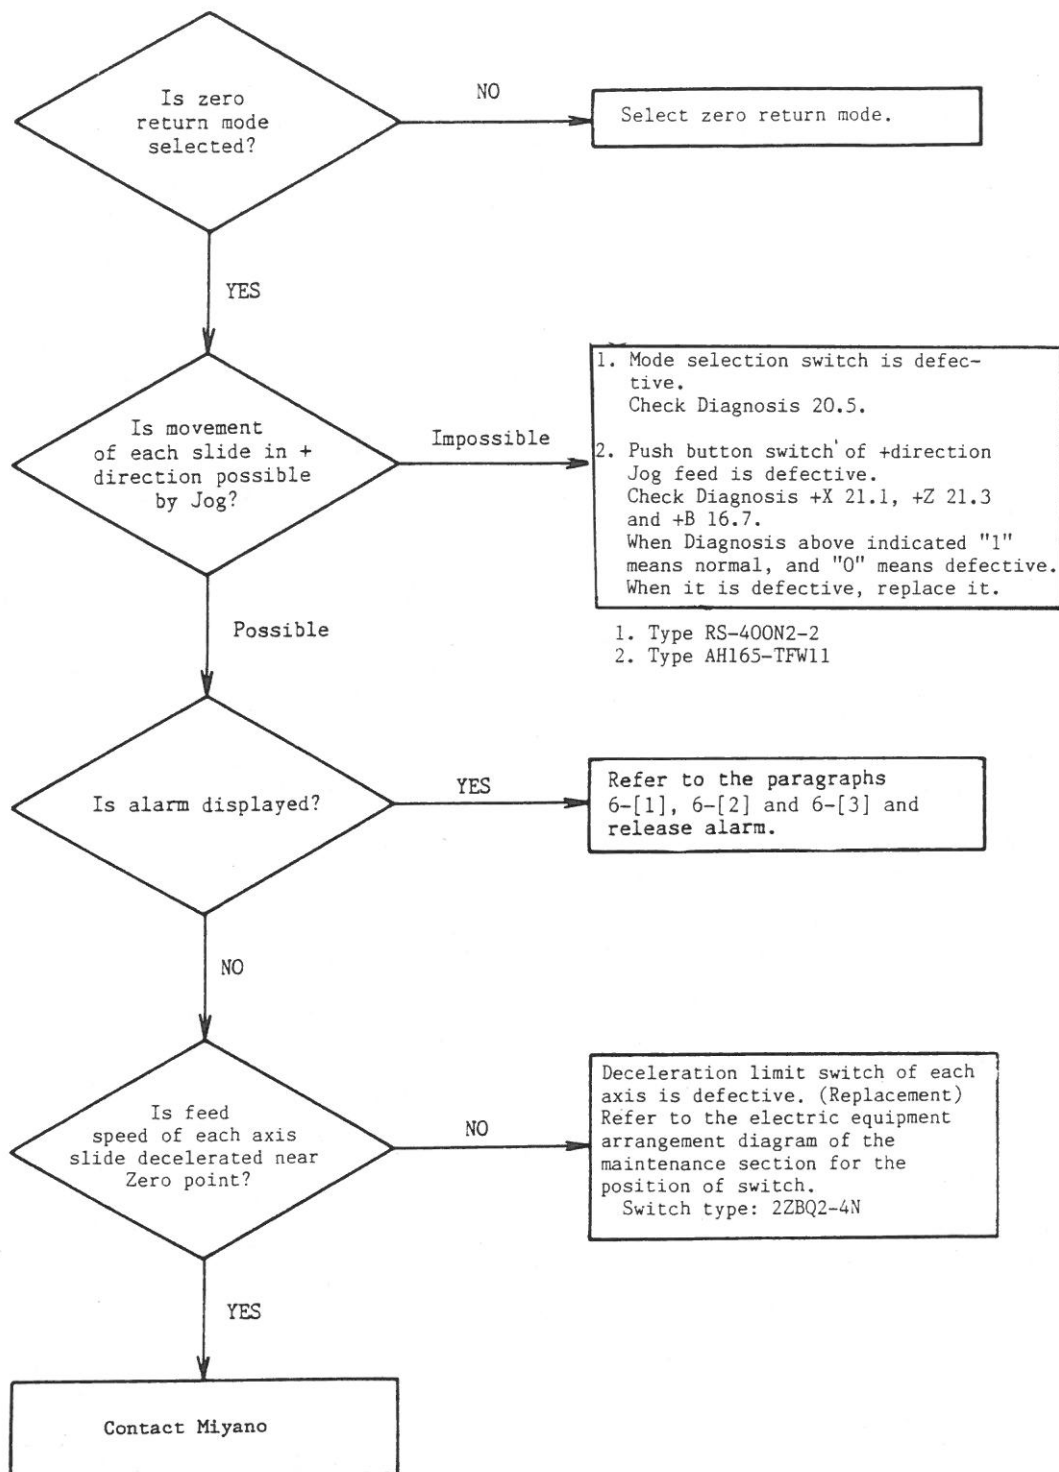 Is zero
return mode
selected?
NO
Select zero return mode.
YES
Is movement
of each slide in +
direction possible
by Jog?
Impossible
1. Mode selection switch is defec-
tive.
Check Diagnosis 20.5.
2. Push button switch of +direction
Jog feed is defective.
Check Diagnosis +X 21.1, +Z 21.3
and +B 16.7.
When Diagnosis above indicated "1"
means normal, and "0" means defective.
When it is defective, replace it.
1. Type RS-400N2-2
2. Type AH165-TFW11
Possible
Is alarm displayed?
YES
Refer to the paragraphs
6-[1], 6-[2] and 6-[3] and
release alarm.
NO
Is feed
speed of each axis
slide decelerated near
Zero point?
NO
Deceleration limit switch of each
axis is defective. (Replacement)
Refer to the electric equipment
arrangement diagram of the
maintenance section for the
position of switch.
Switch type: 2ZBQ2-4N
YES
Contact Miyano